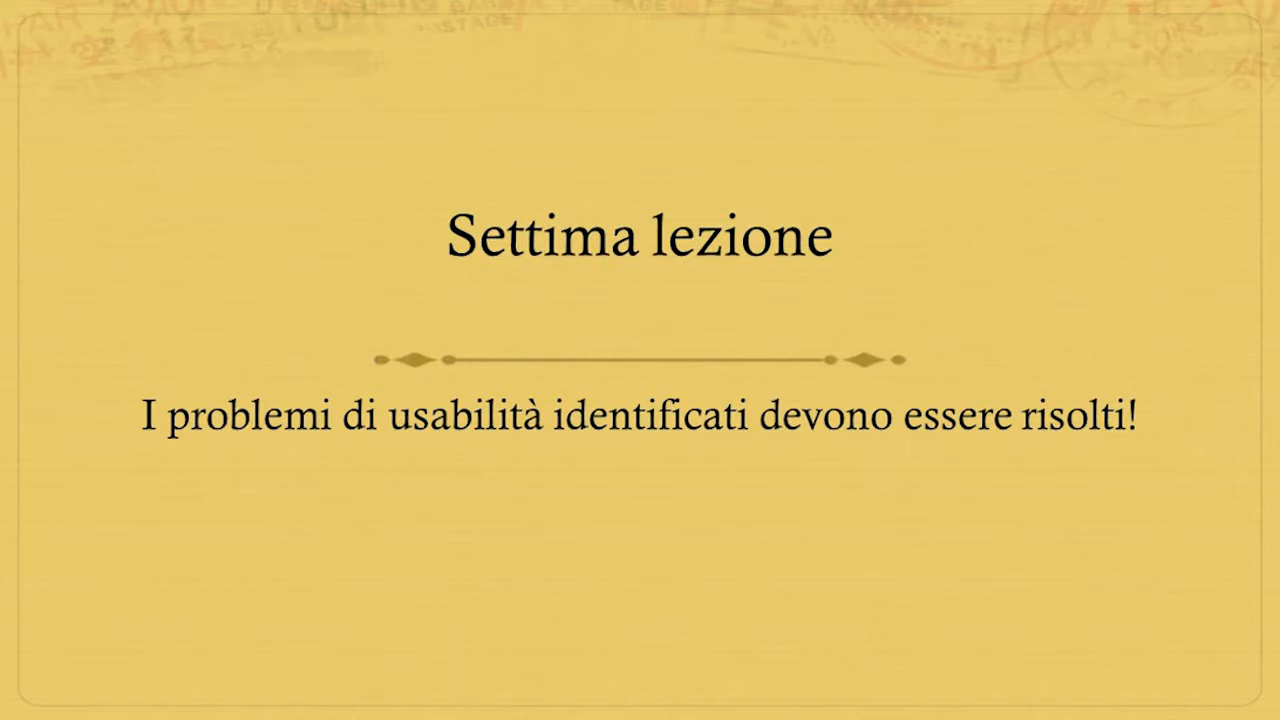 Settima lezione
I problemi di usabilità identificati devono essere risolti!